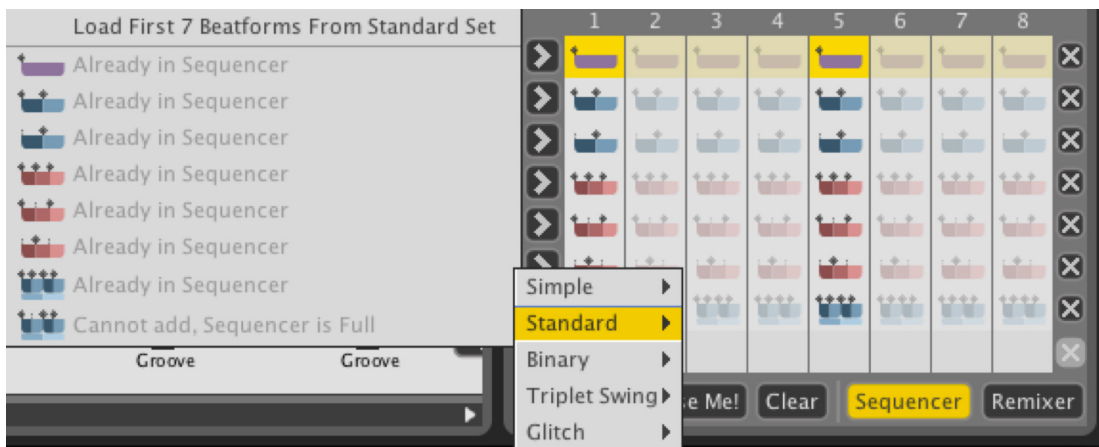 Load First 7 Beatforms From Standard Set
1 2 3 4 5 6 7 8
Already in Sequencer
Already in Sequencer
Already in Sequencer
Already in Sequencer
Already in Sequencer
Already in Sequencer
Already in Sequencer
Cannot add, Sequencer is Full
Groove
Groove
Simple
Standard
Binary
Triplet Swing
Glitch
e Me!
Clear
Sequencer
Remixer